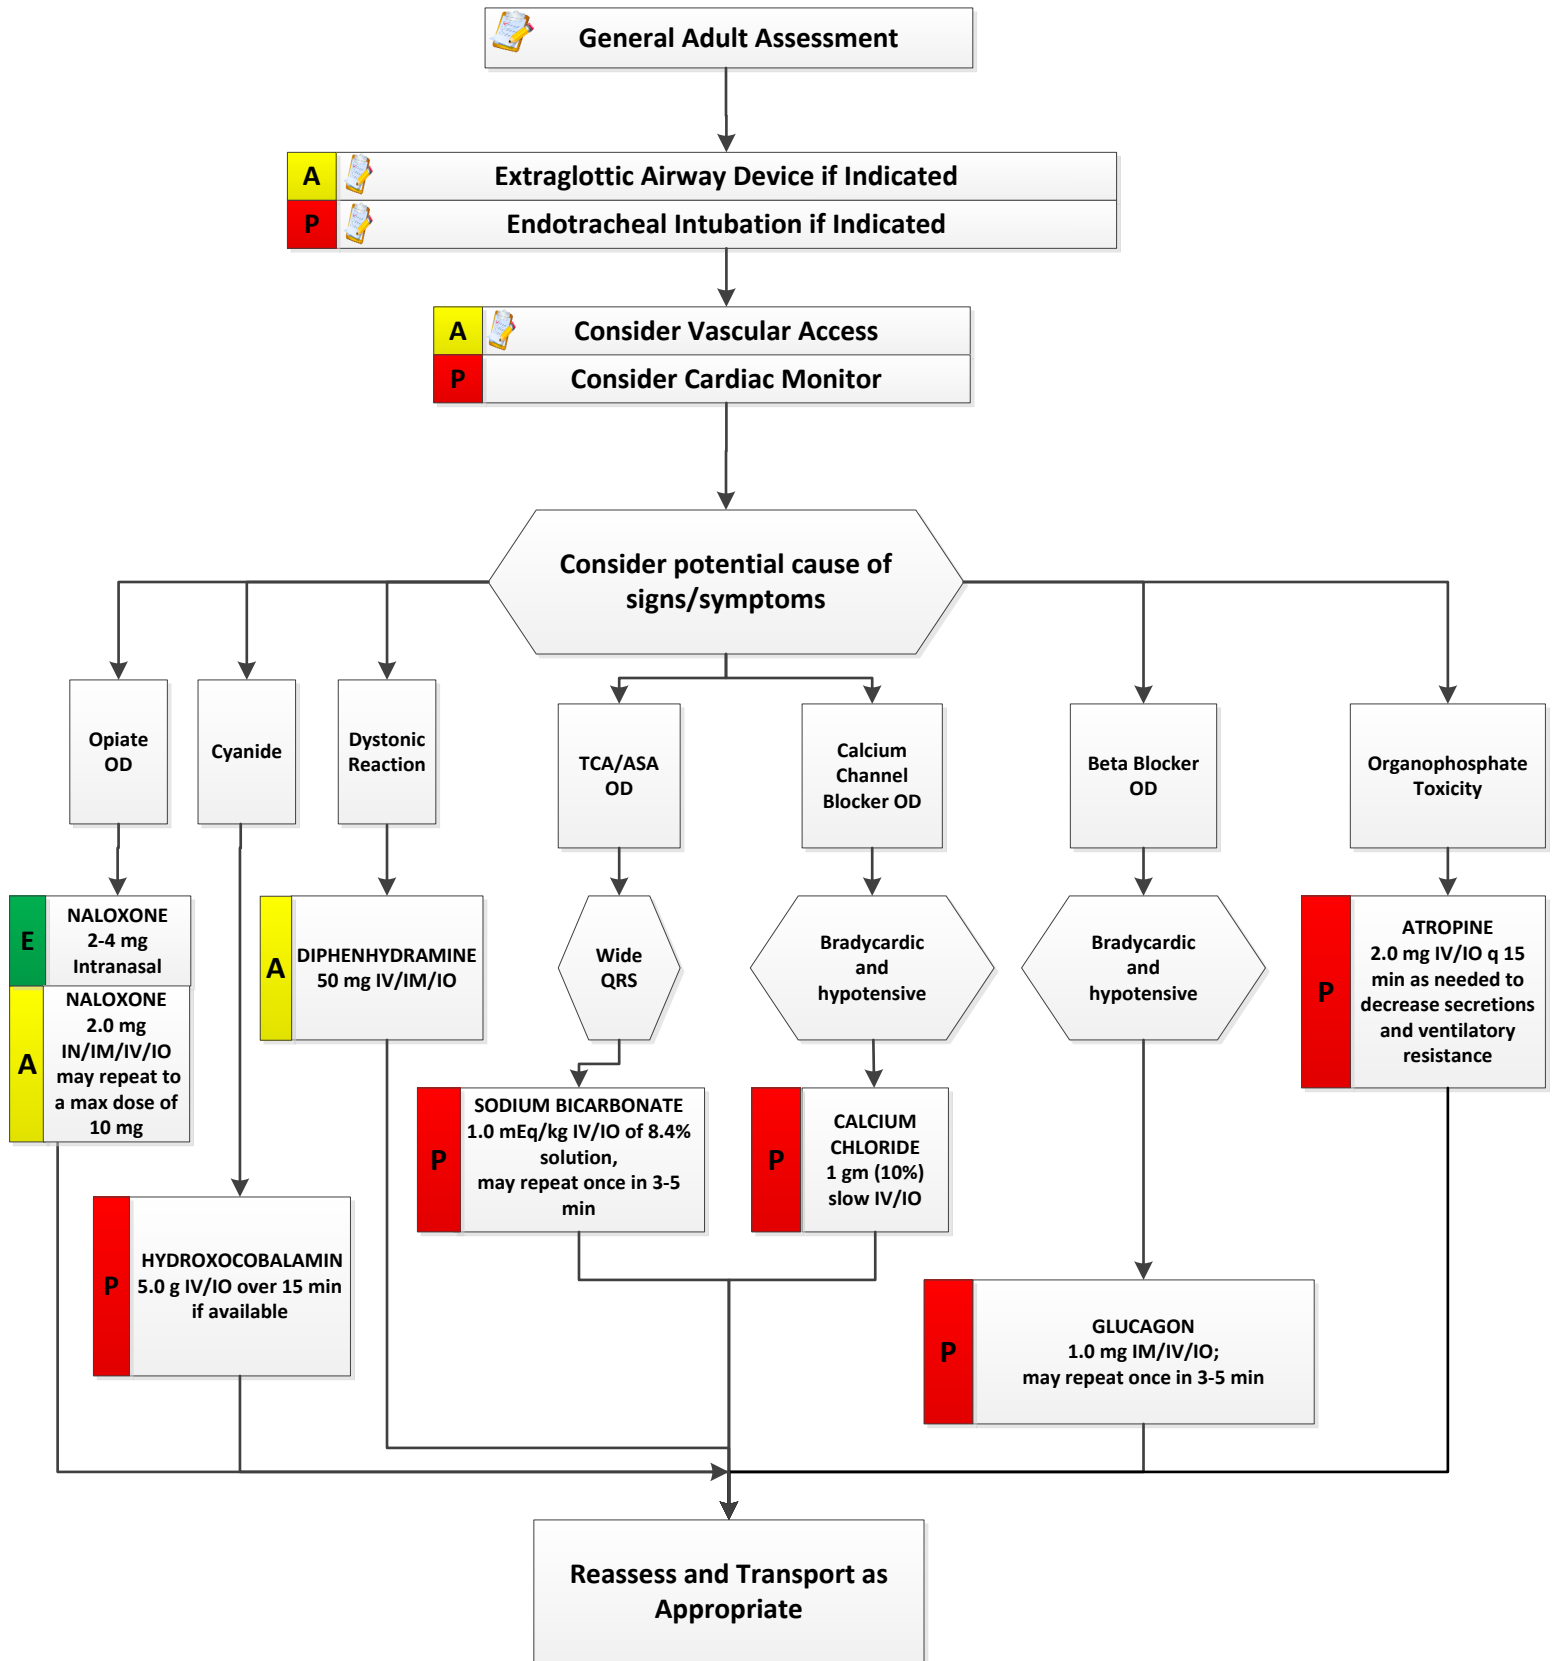 General Adult Assessment
A
Extraglottic Airway Device if Indicated
P
Endotracheal Intubation if Indicated
A
Consider Vascular Access
P
Consider Cardiac Monitor
Consider potential cause of
signs/symptoms
Opiate
OD
Cyanide
Dystonic
Reaction
TCA/ASA
OD
Calcium
Channel
Blocker OD
Beta Blocker
OD
Organophosphate
Toxicity
E
NALOXONE
2-4 mg
Intranasal
A
NALOXONE
2.0 mg
IN/IM/IV/IO
may repeat to
a max dose of
10 mg
A
DIPHENHYDRAMINE
50 mg IV/IM/IO
Wide
QRS
Bradycardic
and
hypotensive
Bradycardic
and
hypotensive
P
ATROPINE
2.0 mg IV/IO q 15
min as needed to
decrease secretions
and ventilatory
resistance
P
SODIUM BICARBONATE
1.0 mEq/kg IV/IO of 8.4%
solution,
may repeat once in 3-5
min
P
CALCIUM
CHLORIDE
1 gm (10%)
slow IV/IO
P
HYDROXOCOBALAMIN
5.0 g IV/IO over 15 min
if available
P
GLUCAGON
1.0 mg IM/IV/IO;
may repeat once in 3-5 min
Reassess and Transport as
Appropriate